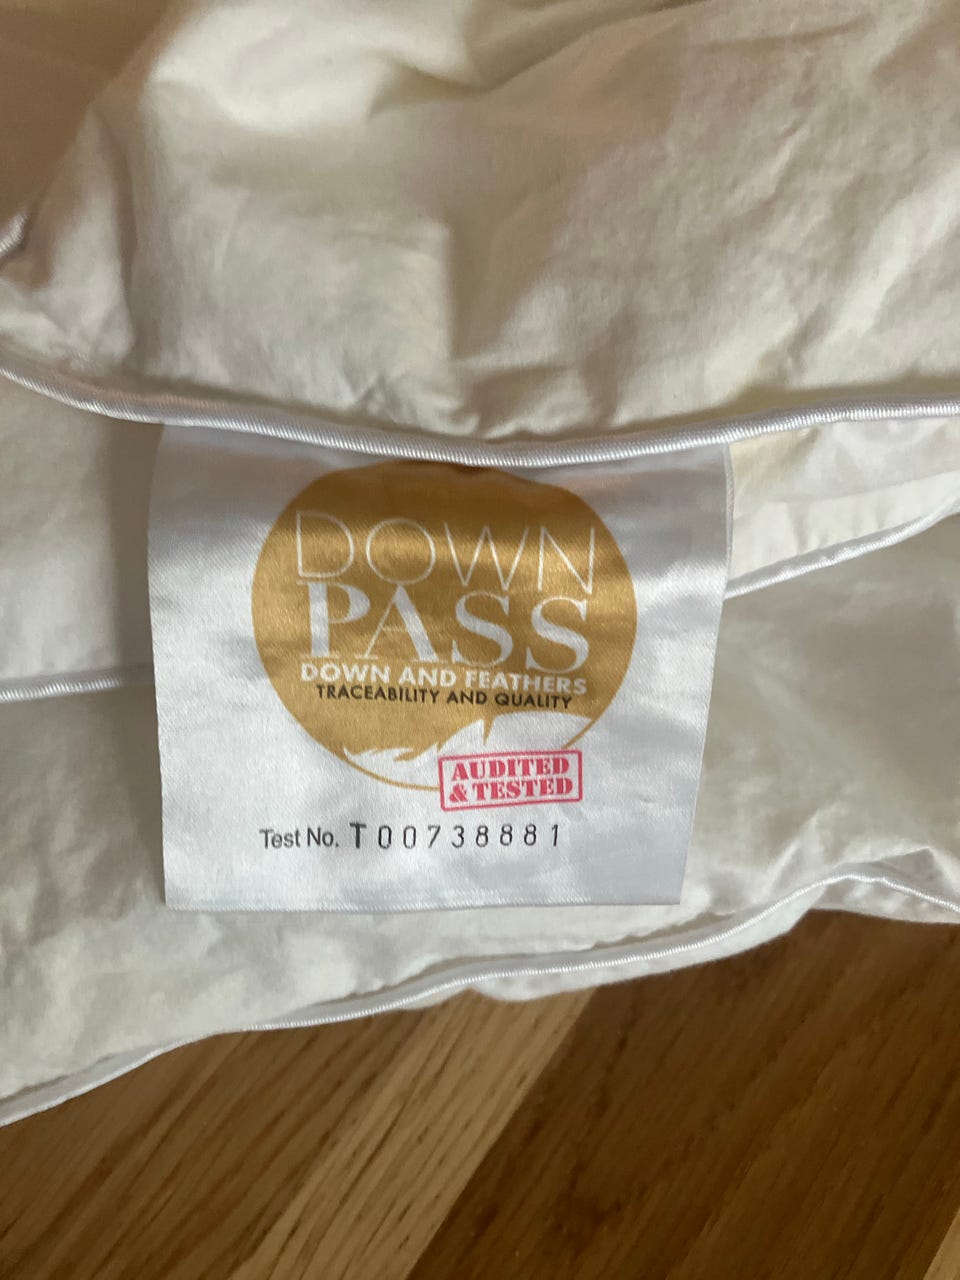 DOWN
PASS
DOWN AND FEATHERS
TRACEABILITY AND QUALITY
AUDITED
& TESTED
Test No. T00738881